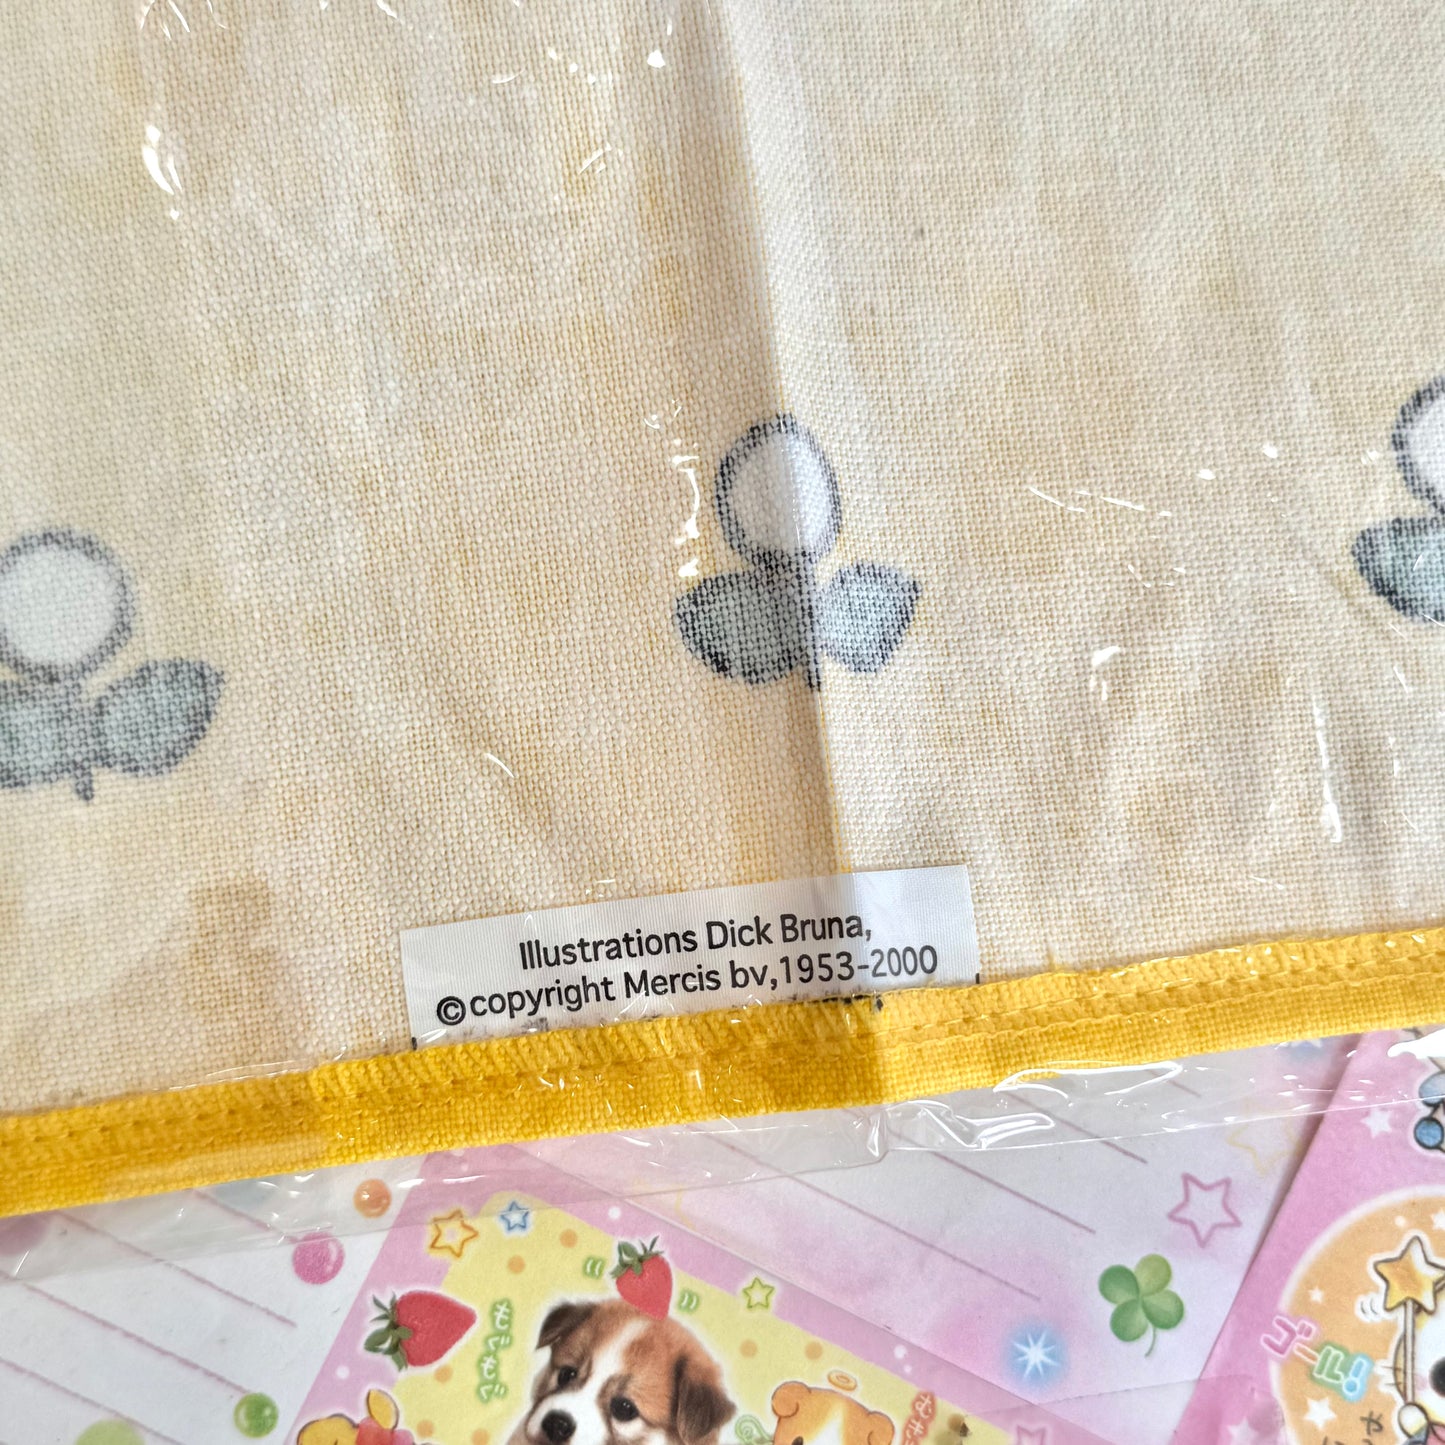 Illustrations Dick Bruna,
©copyright Mercis bv,1953-2000
ゴール!